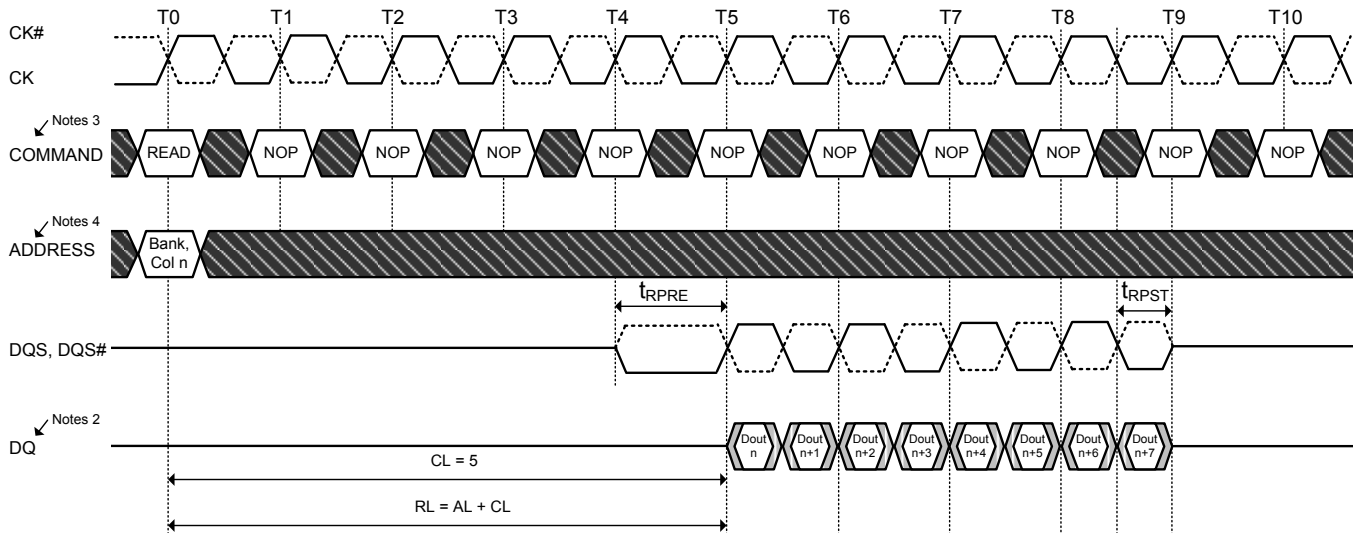 T0 T1 T2 T3 T4 T5 T6 T7 T8 T9 T10
CK#
CK
Notes 3
COMMAND READ NOP NOP NOP NOP NOP NOP NOP NOP NOP NOP
Notes 4
ADDRESS
Bank,
Col n
tRPRE tRPST
DQS, DQS#
Notes 2
DQ
Dout n
Dout n+1
Dout n+2
Dout n+3
Dout n+4
Dout n+5
Dout n+6
Dout n+7
CL = 5
RL = AL + CL